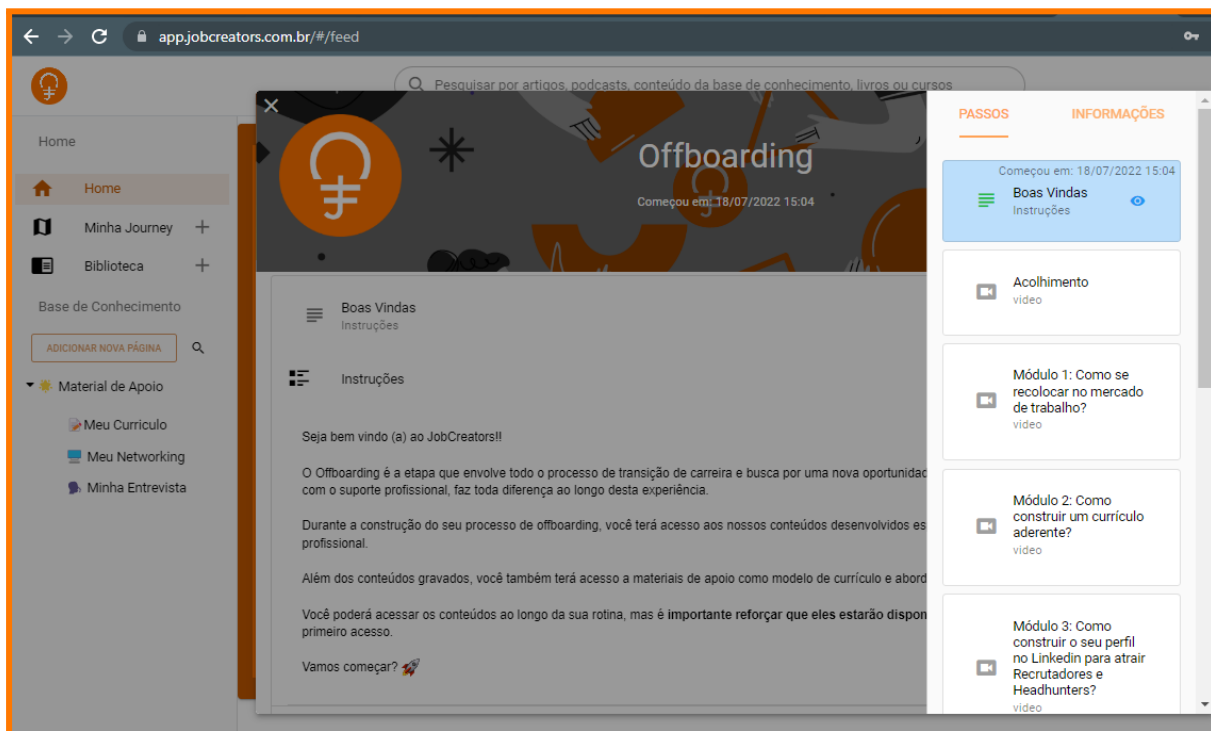 app.jobcreators.com.br/#/feed
Pesquisar por artigos, podcasts, conteúdo da base de conhecimento, livros ou cursos
Home
Home
Minha Journey
Biblioteca
Base de Conhecimento
ADICIONAR NOVA PÁGINA
Material de Apoio
Meu Curriculo
Meu Networking
Minha Entrevista
Offboarding
Começou em: 18/07/2022 15:04
Boas Vindas
Instruções
Instruções
Seja bem vindo (a) ao JobCreators!!
O Offboarding é a etapa que envolve todo o processo de transição de carreira e busca por uma nova oportunidad
com o suporte profissional, faz toda diferença ao longo desta experiência.
Durante a construção do seu processo de offboarding, você terá acesso aos nossos conteúdos desenvolvidos es
profissional.
Além dos conteúdos gravados, você também terá acesso a materiais de apoio como modelo de currículo e abord
Você poderá acessar os conteúdos ao longo da sua rotina, mas é importante reforçar que eles estarão dispon
primeiro acesso.
Vamos começar?
PASSOS INFORMAÇÕES
Começou em: 18/07/2022 15:04
Boas Vindas
Instruções
Acolhimento
video
Módulo 1: Como se
recolocar no mercado
de trabalho?
video
Módulo 2: Como
construir um currículo
aderente?
video
Módulo 3: Como
construir o seu perfil
no Linkedin para atrair
Recrutadores e
Headhunters?
video